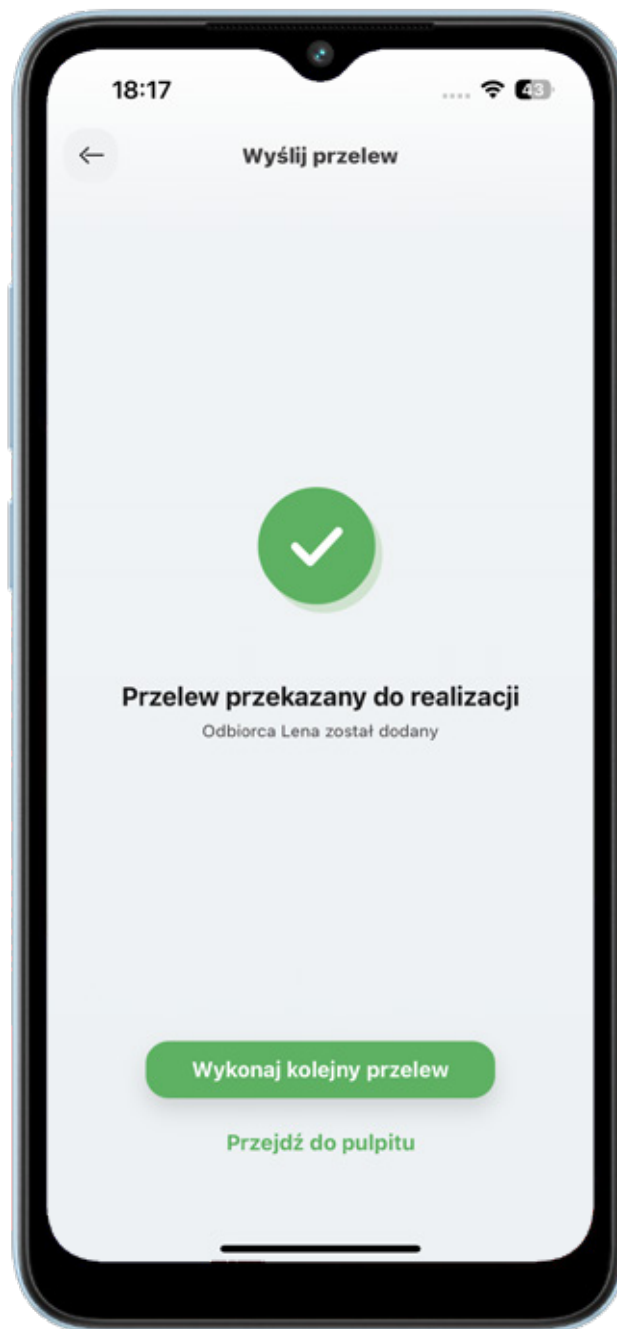 18:17
43
Wyślij przelew
Przelew przekazany do realizacji
Odbiorca Lena został dodany
Wykonaj kolejny przelew
Przejdź do pulpitu